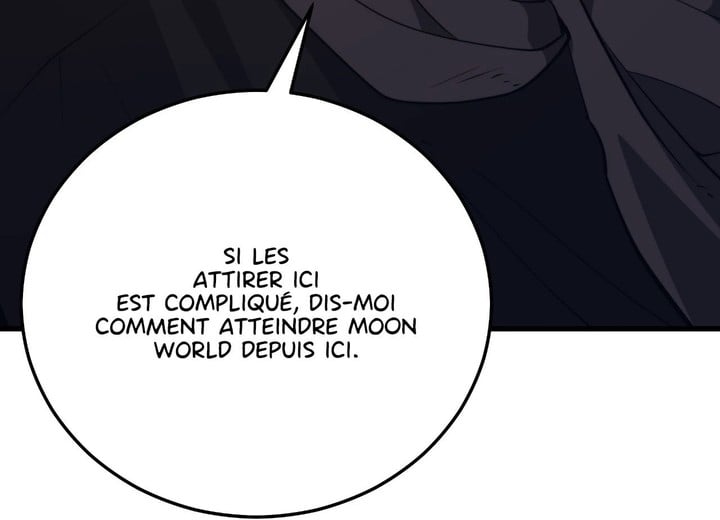 SI LES
ATTIRER ICI
EST COMPLIQUÉ, DIS-MOI
COMMENT ATTEINDRE MOON
WORLD DEPUIS ICI.